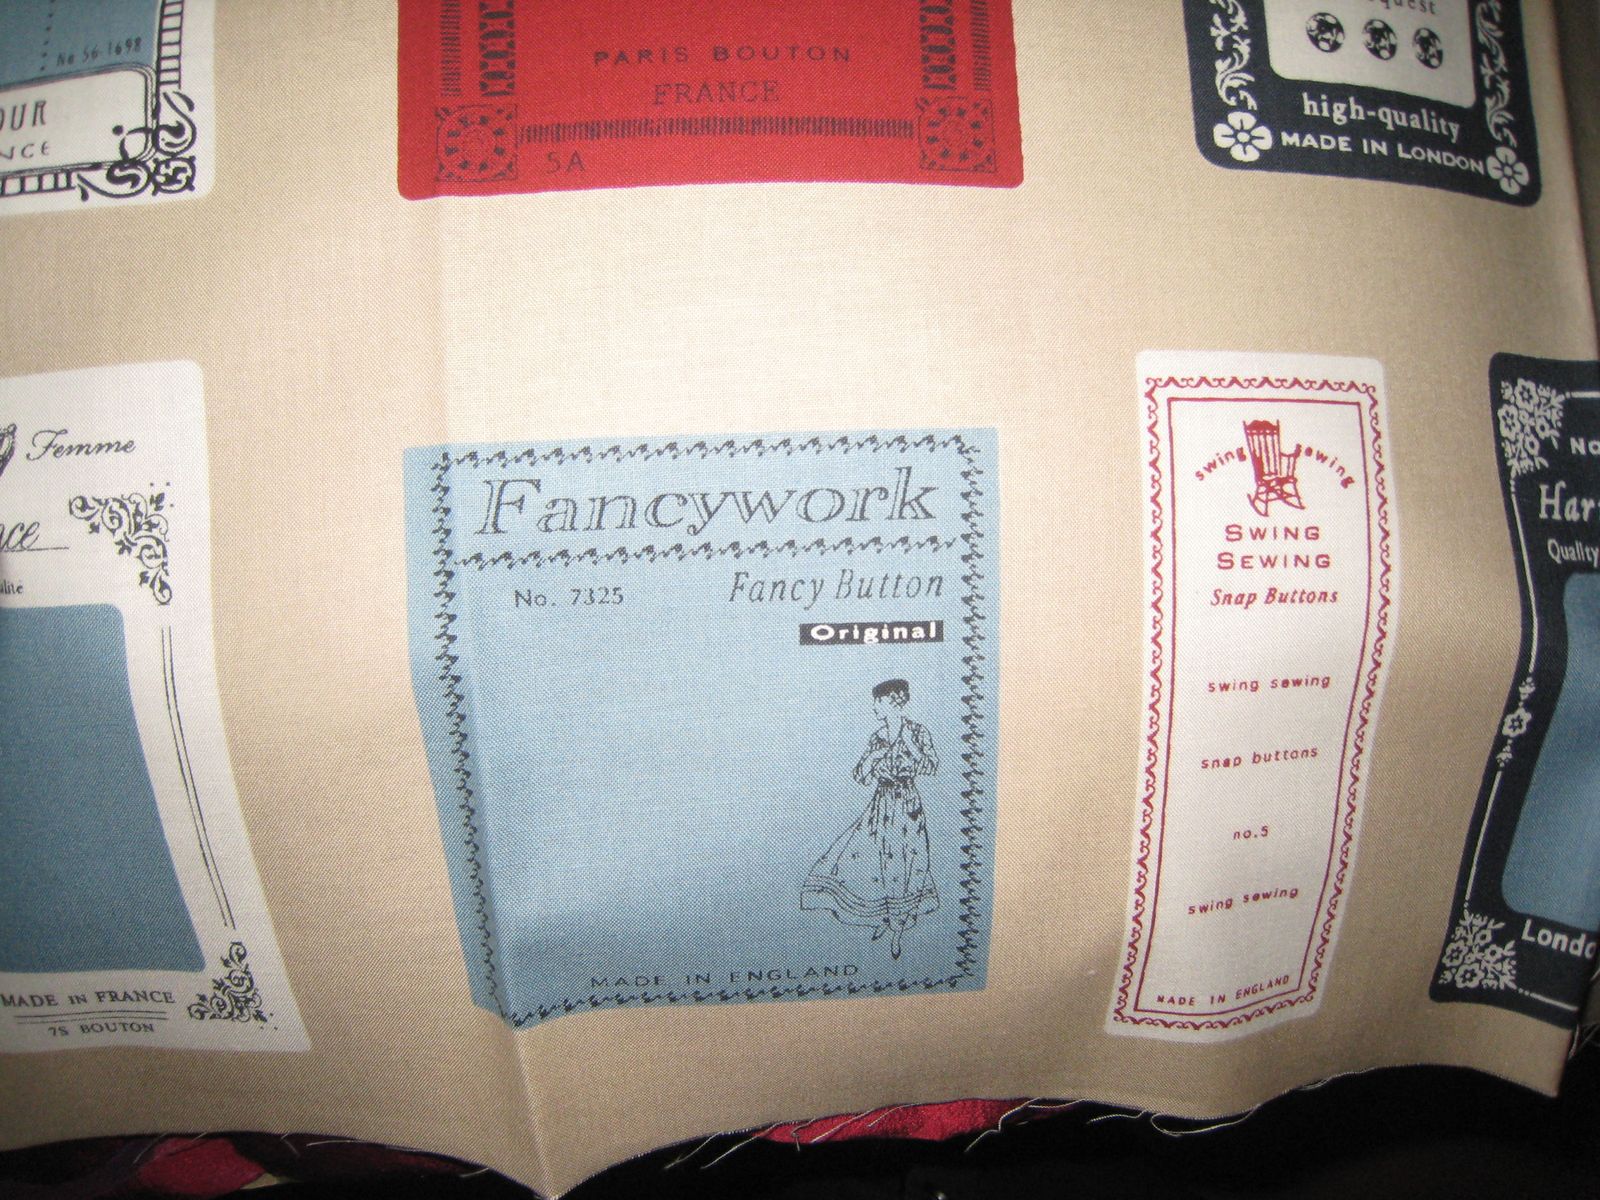 No 56-1698
OUR
NCE
PARIS BOUTON
FRANCE
5A
high-quality
MADE IN LONDON
Femme
MADE IN FRANCE
7S BOUTON
Fancywork
No. 7325
Fancy Button
Original
MADE IN ENGLAND
swing sewing
SWING
SEWING
Snap Buttons
swing sewing
snap buttons
no.5
swing sewing
MADE IN ENGLAND
No
Har
Quality
Londo